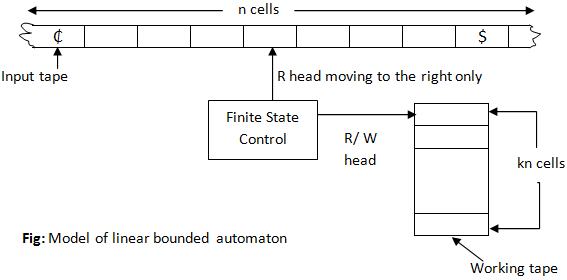 n cells
₵ $
Input tape
R head moving to the right only
Finite State
Control
R/ W
head
kn cells
Fig: Model of linear bounded automaton
Working tape